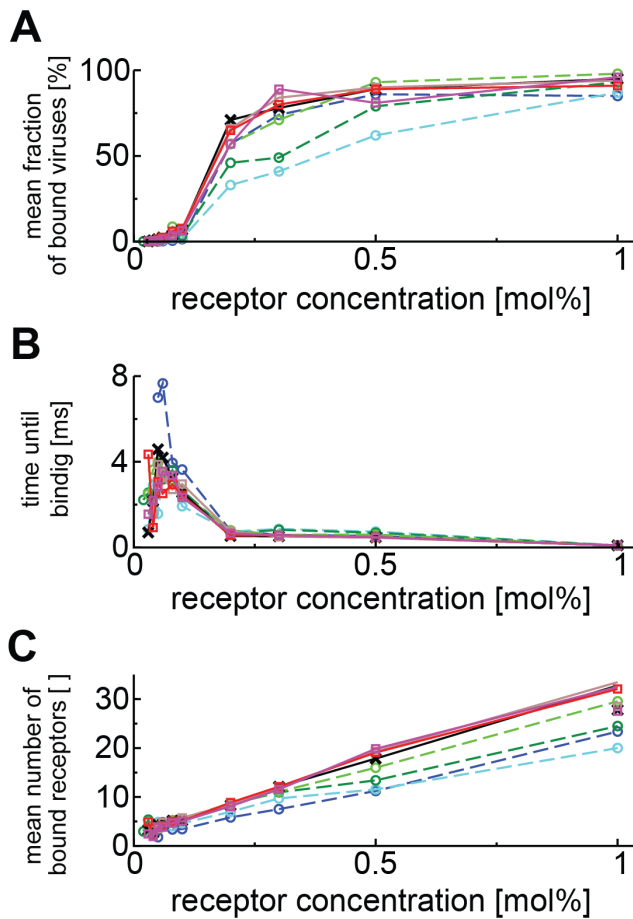 A
mean fraction
of bound viruses [%]
100
50
0
0
0.5
1
receptor concentration [mol%]
B
time until
bindig [ms]
8
4
0
0
0.5
1
receptor concentration [mol%]
C
mean number of
bound receptors [ ]
30
20
10
0
0
0.5
1
receptor concentration [mol%]